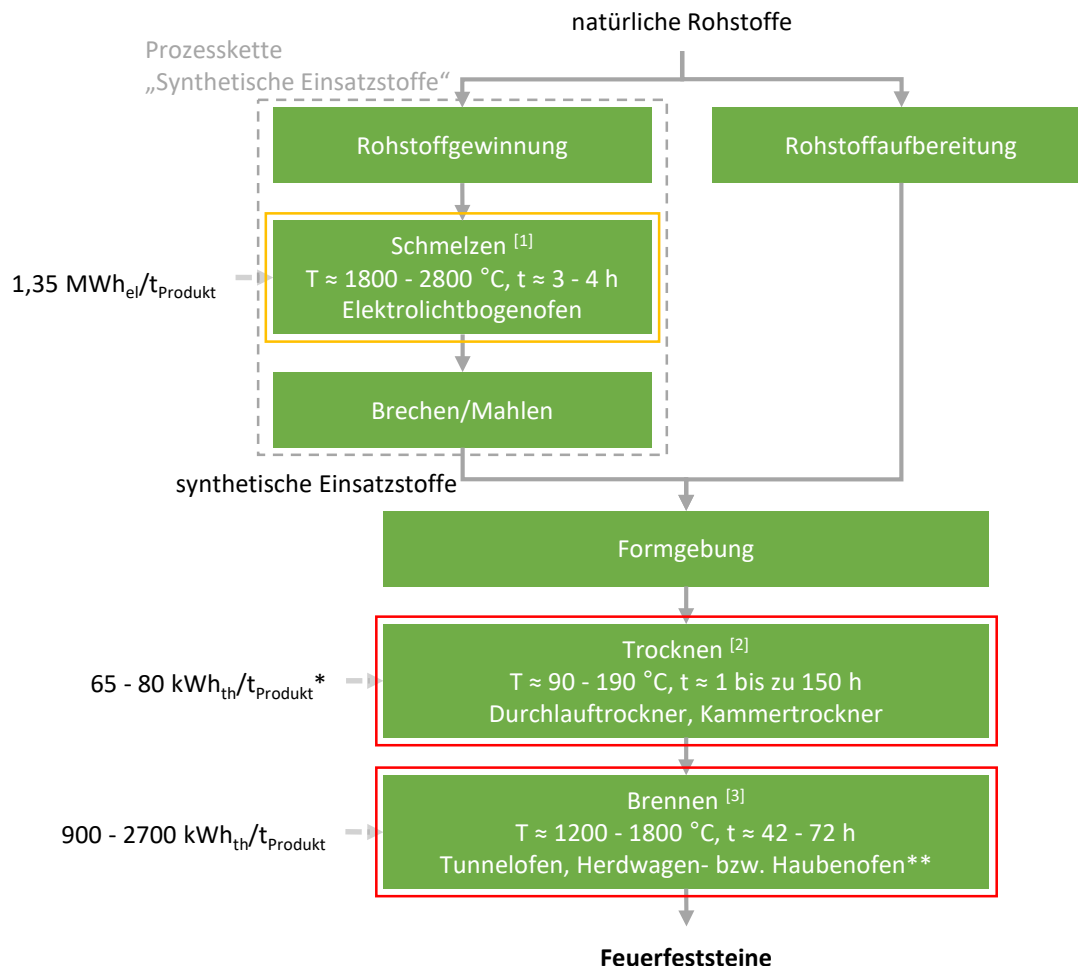 natürliche Rohstoffe
Prozesskette
„Synthetische Einsatzstoffe“
Rohstoffgewinnung
Rohstoffaufbereitung
Schmelzen [1]
T ≈ 1800 - 2800 °C, t ≈ 3 - 4 h
Elektrolichtbogenofen
1,35 MWhel/tProdukt
Brechen/Mahlen
synthetische Einsatzstoffe
Formgebung
Trocknen [2]
T ≈ 90 - 190 °C, t ≈ 1 bis zu 150 h
Durchlauftrockner, Kammertrockner
65 - 80 kWhth/tProdukt*
Brennen [3]
T ≈ 1200 - 1800 °C, t ≈ 42 - 72 h
Tunnelofen, Herdwagen- bzw. Haubenofen**
900 - 2700 kWhth/tProdukt
Feuerfeststeine